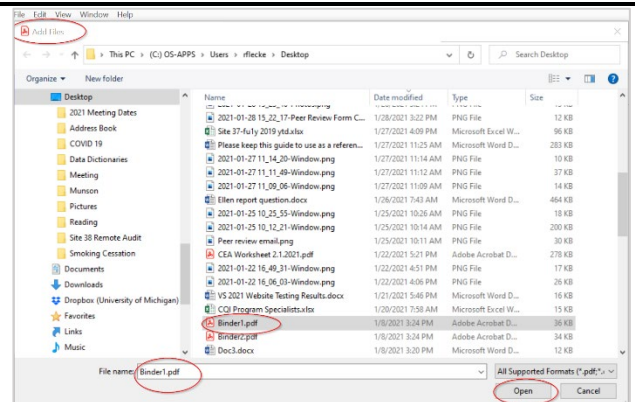 File Edit View Window Help
Add Files
This PC > (C:) OS-APPS > Users > rflecke > Desktop
Search Desktop
Organize New folder
Desktop
2021 Meeting Dates
Address Book
COVID 19
Data Dictionaries
Meeting
Munson
Pictures
Reading
Site 38 Remote Audit
Smoking Cessation
Documents
Downloads
Dropbox (University of Michigan)
Favorites
Links
Music
Name Date modified Type Size
2021-01-28 15_22_17-Peer Review Form C... 1/28/2021 3:22 PM PNG File 12 KB
Site 37-fu1y 2019 ytd.xlsx 1/27/2021 4:09 PM Microsoft Excel W... 96 KB
Please keep this guide to use as a referen... 1/27/2021 11:25 AM Microsoft Word D... 283 KB
2021-01-27 11_14_20-Window.png 1/27/2021 11:14 AM PNG File 10 KB
2021-01-27 11_11_49-Window.png 1/27/2021 11:12 AM PNG File 37 KB
2021-01-27 11_09_06-Window.png 1/27/2021 11:09 AM PNG File 14 KB
Ellen report question.docx 1/26/2021 7:43 AM Microsoft Word D... 464 KB
2021-01-25 10_25_55-Window.png 1/25/2021 10:26 AM PNG File 18 KB
2021-01-25 10_12_21-Window.png 1/25/2021 10:14 AM PNG File 200 KB
Peer review email.png 1/25/2021 10:11 AM PNG File 30 KB
CEA Worksheet 2.1.2021.pdf 1/22/2021 5:21 PM Adobe Acrobat D... 278 KB
2021-01-22 16_49_31-Window.png 1/22/2021 4:51 PM PNG File 17 KB
2021-01-22 16_06_03-Window.png 1/22/2021 4:06 PM PNG File 26 KB
VS 2021 Website Testing Results.docx 1/21/2021 5:46 PM Microsoft Word D... 16 KB
CQI Program Specialists.xlsx 1/20/2021 7:58 AM Microsoft Excel W... 15 KB
Binder1.pdf 1/8/2021 3:24 PM Adobe Acrobat D... 36 KB
Binder2.pdf 1/8/2021 3:24 PM Adobe Acrobat D... 34 KB
Doc3.docx 1/8/2021 3:20 PM Microsoft Word D... 12 KB
File name: Binder1.pdf All Supported Formats (*.pdf;*.
Open Cancel